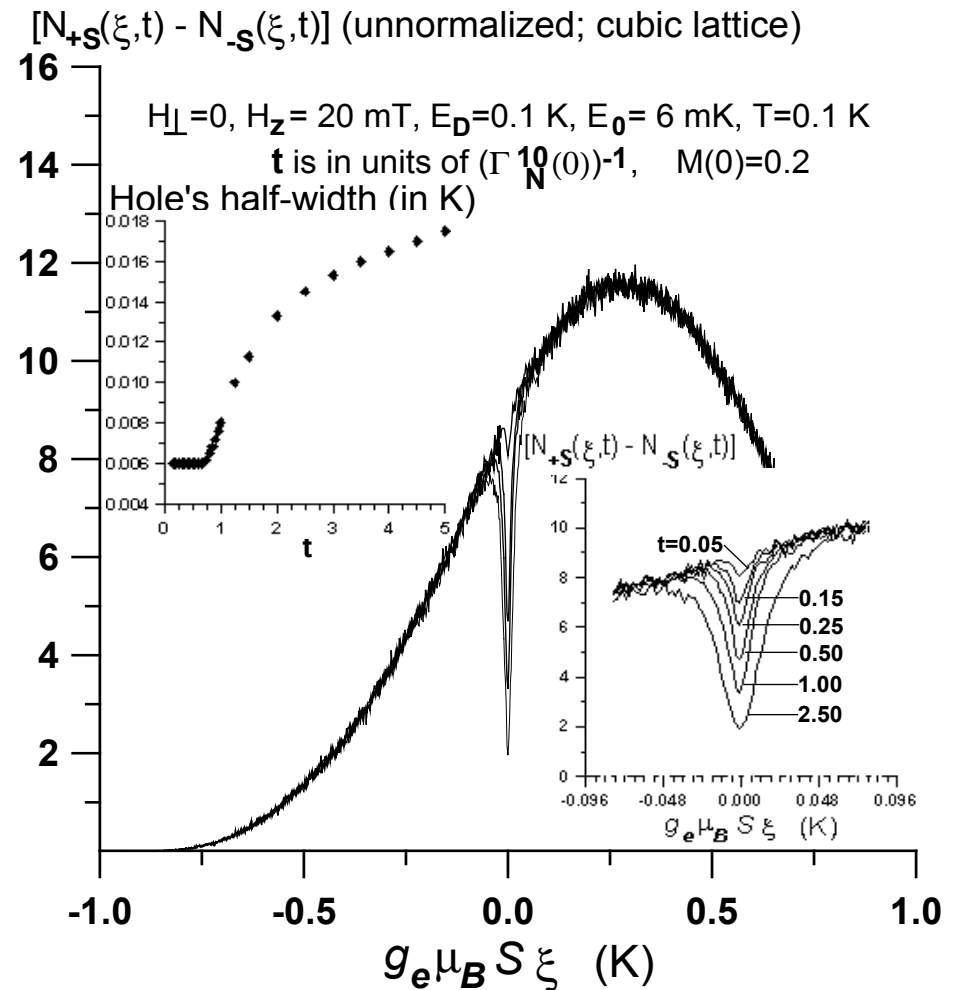 [N+S(ξ,t) - N-S(ξ,t)] (unnormalized; cubic lattice)
16
14
12
10
8
6
4
2
H⊥=0, Hz= 20 mT, ED=0.1 K, E0= 6 mK, T=0.1 K
t is in units of (Γ10N(0))-1, M(0)=0.2
Hole's half-width (in K)
0.018
0.016
0.014
0.012
0.010
0.008
0.006
0.004
0 1 2 3 4 5
t
[N+S(ξ,t) - N-S(ξ,t)]
12
10
8
6
4
2
0
t=0.05
0.15
0.25
0.50
1.00
2.50
-0.096 -0.048 0.000 0.048 0.096
geμB S ξ (K)
-1.0 -0.5 0.0 0.5 1.0
geμB S ξ (K)